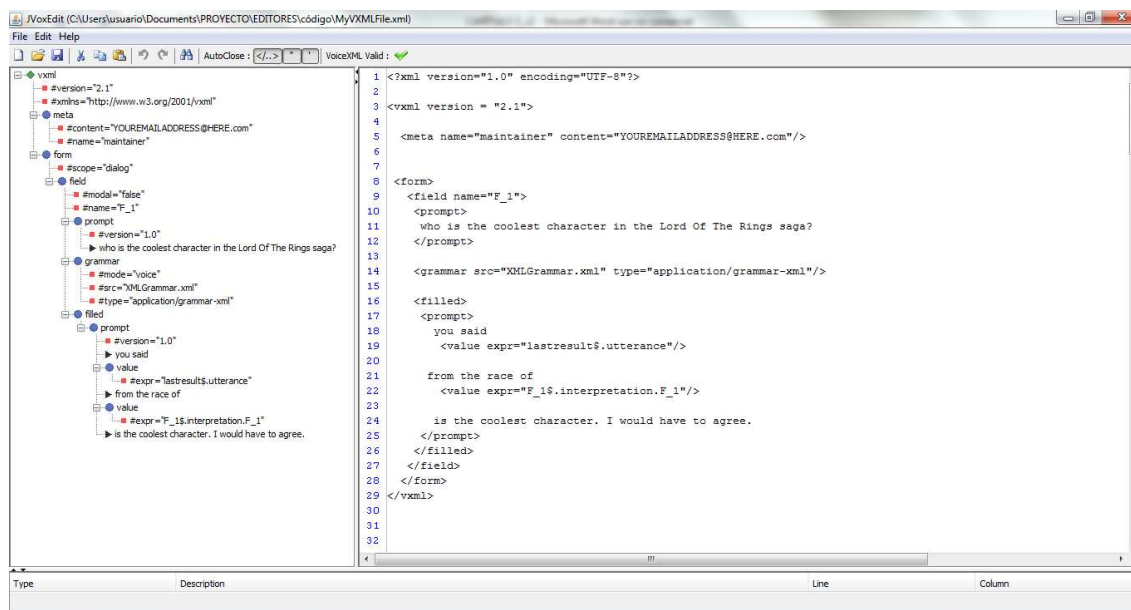 JVoxEdit (C:\Users\usuario\Documents\PROYECTO\EDITORES\código\MyVXMLFile.xml)
File Edit Help
AutoClose : </..> " ' VoiceXML Valid :
vxml
#version="2.1"
#xmlns="http://www.w3.org/2001/vxml"
meta
#content="YOUREMAILADDRESS@HERE.com"
#name="maintainer"
form
#scope="dialog"
field
#modal="false"
#name="F_1"
prompt
#version="1.0"
who is the coolest character in the Lord Of The Rings saga?
grammar
#mode="voice"
#src="XMLGrammar.xml"
#type="application/grammar-xml"
filled
prompt
#version="1.0"
you said
value
#expr="lastresult$.utterance"
from the race of
value
#expr="F_1$.interpretation.F_1"
is the coolest character. I would have to agree.
1 <?xml version="1.0" encoding="UTF-8"?>
2
3 <vxml version = "2.1">
4
5 <meta name="maintainer" content="YOUREMAILADDRESS@HERE.com"/>
6
7
8 <form>
9 <field name="F_1">
10 <prompt>
11 who is the coolest character in the Lord Of The Rings saga?
12 </prompt>
13
14 <grammar src="XMLGrammar.xml" type="application/grammar-xml"/>
15
16 <filled>
17 <prompt>
18 you said
19 <value expr="lastresult$.utterance"/>
20
21 from the race of
22 <value expr="F_1$.interpretation.F_1"/>
23
24 is the coolest character. I would have to agree.
25 </prompt>
26 </filled>
27 </field>
28 </form>
29 </vxml>
30
31
32
Type Description Line Column